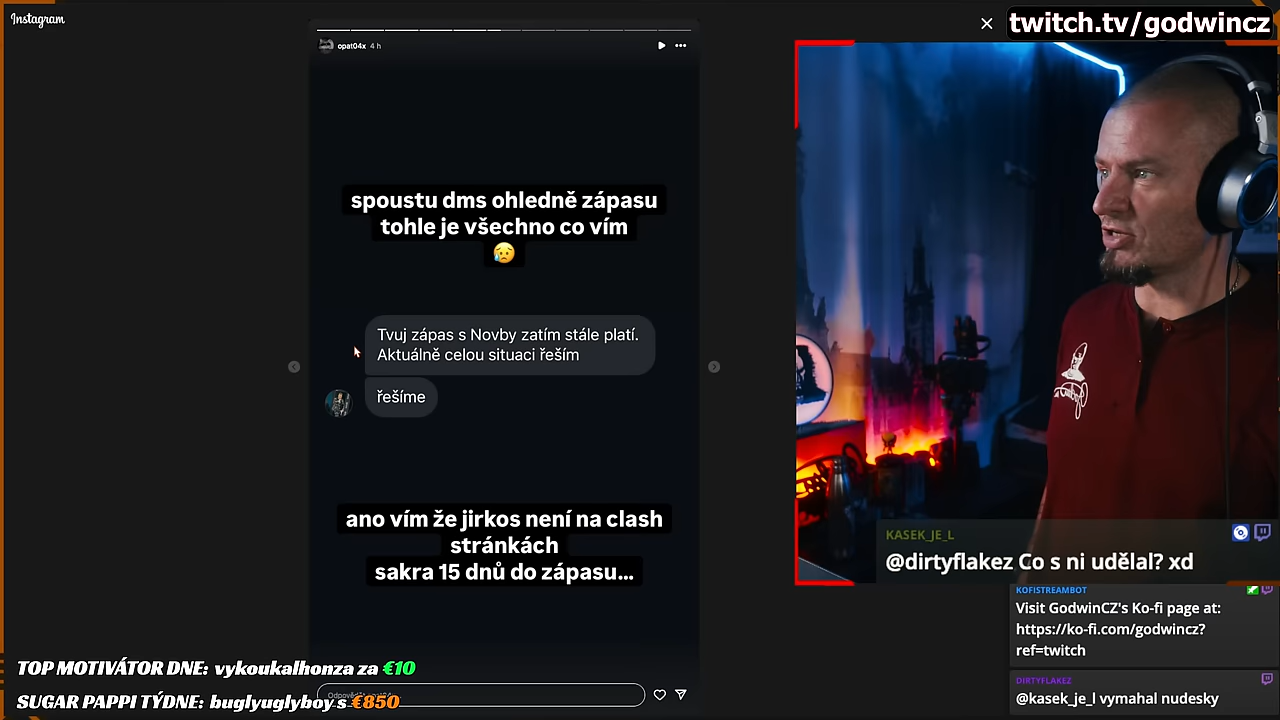 Instagram
twitch.tv/godwincz
opat04x 4 h
spoustu dms ohledně zápasu
tohle je všechno co vím
😥
Tvuj zápas s Novby zatím stále platí.
Aktuálně celou situaci řeším
řešíme
ano vím že jirkos není na clash
stránkách
sakra 15 dnů do zápasu...
KASEK_JE_L
@dirtyflakez Co s ni udělal? xd
KOFISTREAMBOT
Visit GodwinCZ's Ko-fi page at:
https://ko-fi.com/godwincz?
ref=twitch
DIRTYFLAKEZ
@kasek_je_l vymahal nudesky
TOP MOTIVÁTOR DNE: vykoukalhonza za €10
SUGAR PAPPI TÝDNE: buglyuglyboy s €850